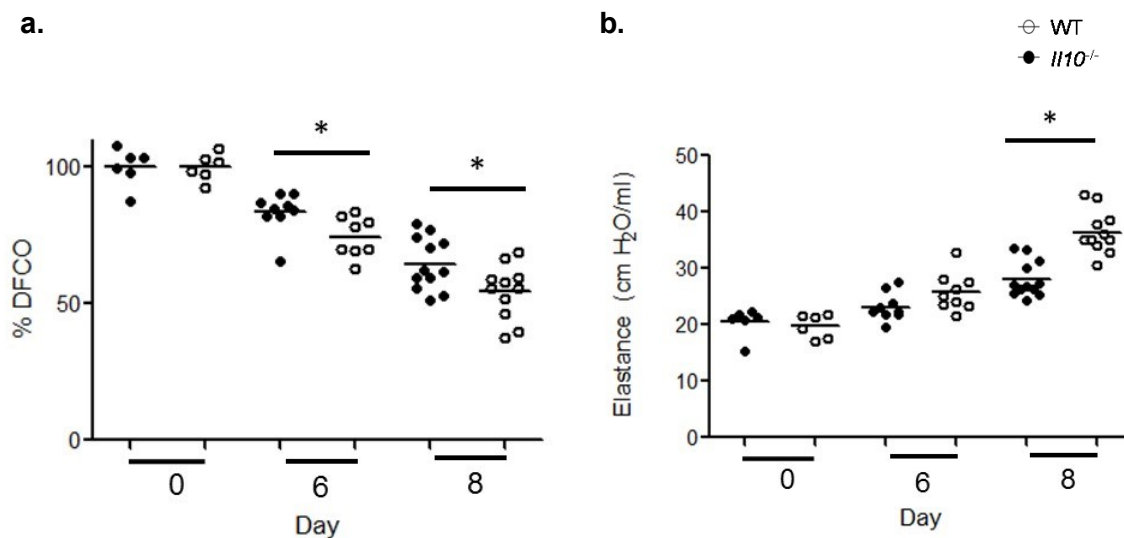 a.
*
*
100
50
0
% DFCO
0 6 8
Day
b.
WT
Il10-/-
*
50
40
30
20
10
0
Elastance (cm H₂O/ml)
0 6 8
Day